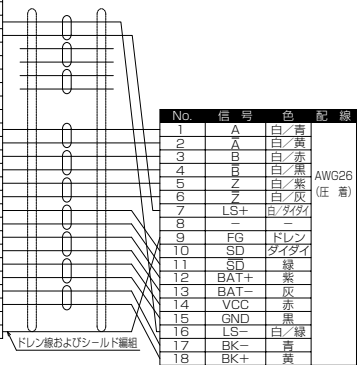 No. 信 号 色 配 線
1 A 白／青
2 A̅ 白／黄
3 B 白／赤
4 B̅ 白／黒
5 Z 白／紫
6 Z̅ 白／灰
7 LS+ 白／ダイダイ
8 − −
9 FG ドレン
10 SD ダイダイ
11 S̅D̅ 緑
12 BAT+ 紫
13 BAT− 灰
14 VCC 赤
15 GND 黒
16 LS− 白／緑
17 BK− 青
18 BK+ 黄
AWG26
(圧 着)
ドレン線およびシールド編組